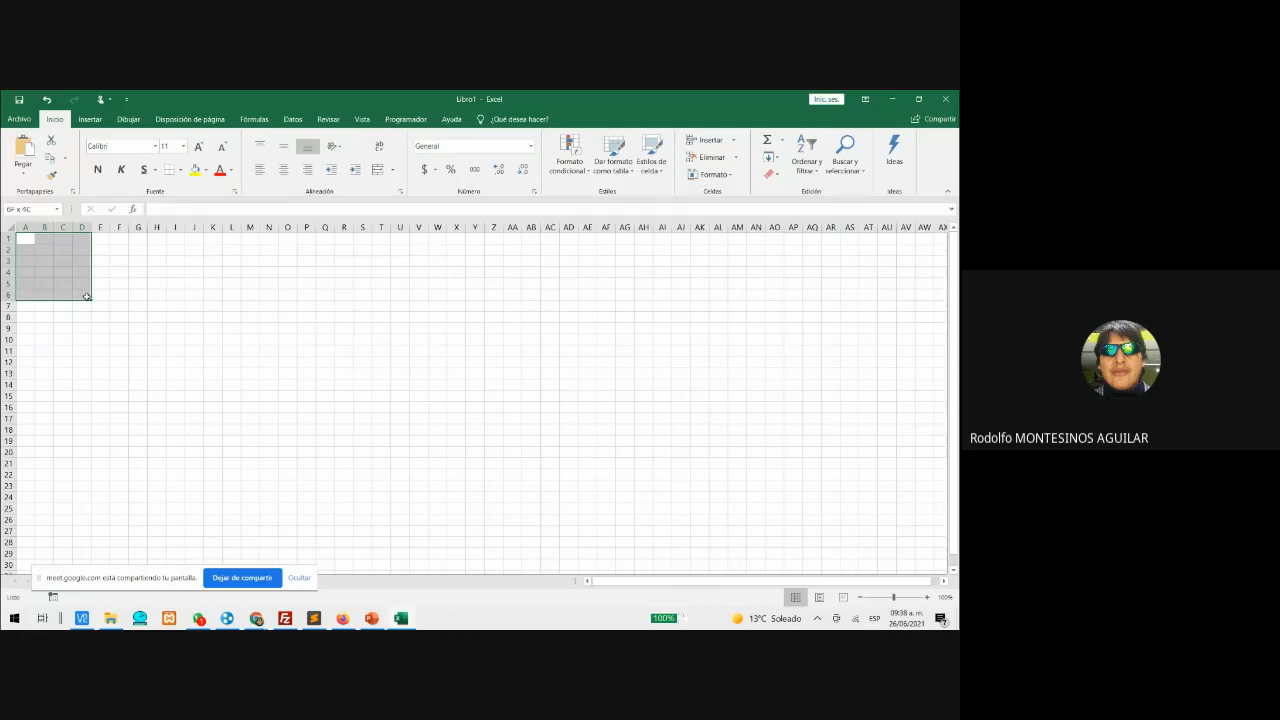 Libro1 - Excel
Inic. ses.
Archivo Inicio Insertar Dibujar Disposición de página Fórmulas Datos Revisar Vista Programador Ayuda ¿Qué desea hacer? Compartir
Pegar
Calibri 11
N K S A
General
$ % 000
Formato condicional
Dar formato como tabla
Estilos de celda
Insertar
Eliminar
Formato
Ordenar y filtrar
Buscar y seleccionar
Ideas
Portapapeles Fuente Alineación Número Estilos Celdas Edición Ideas
6F x 4C fx
A B C D E F G H I J K L M N O P Q R S T U V W X Y Z AA AB AC AD AE AF AG AH AI AJ AK AL AM AN AO AP AQ AR AS AT AU AV AW AX
1
2
3
4
5
6
7
8
9
10
11
12
13
14
15
16
17
18
19
20
21
22
23
24
25
26
27
28
29
30
meet.google.com está compartiendo tu pantalla. Dejar de compartir Ocultar
Listo 100%
100% 13°C Soleado ESP 09:38 a. m.
26/06/2021
Rodolfo MONTESINOS AGUILAR